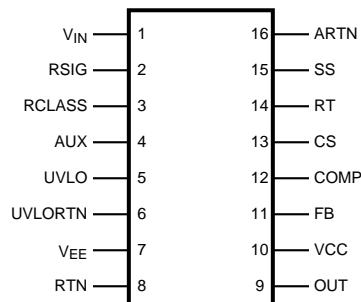 VIN 1 16 ARTN
RSIG 2 15 SS
RCLASS 3 14 RT
AUX 4 13 CS
UVLO 5 12 COMP
UVLORTN 6 11 FB
VEE 7 10 VCC
RTN 8 9 OUT